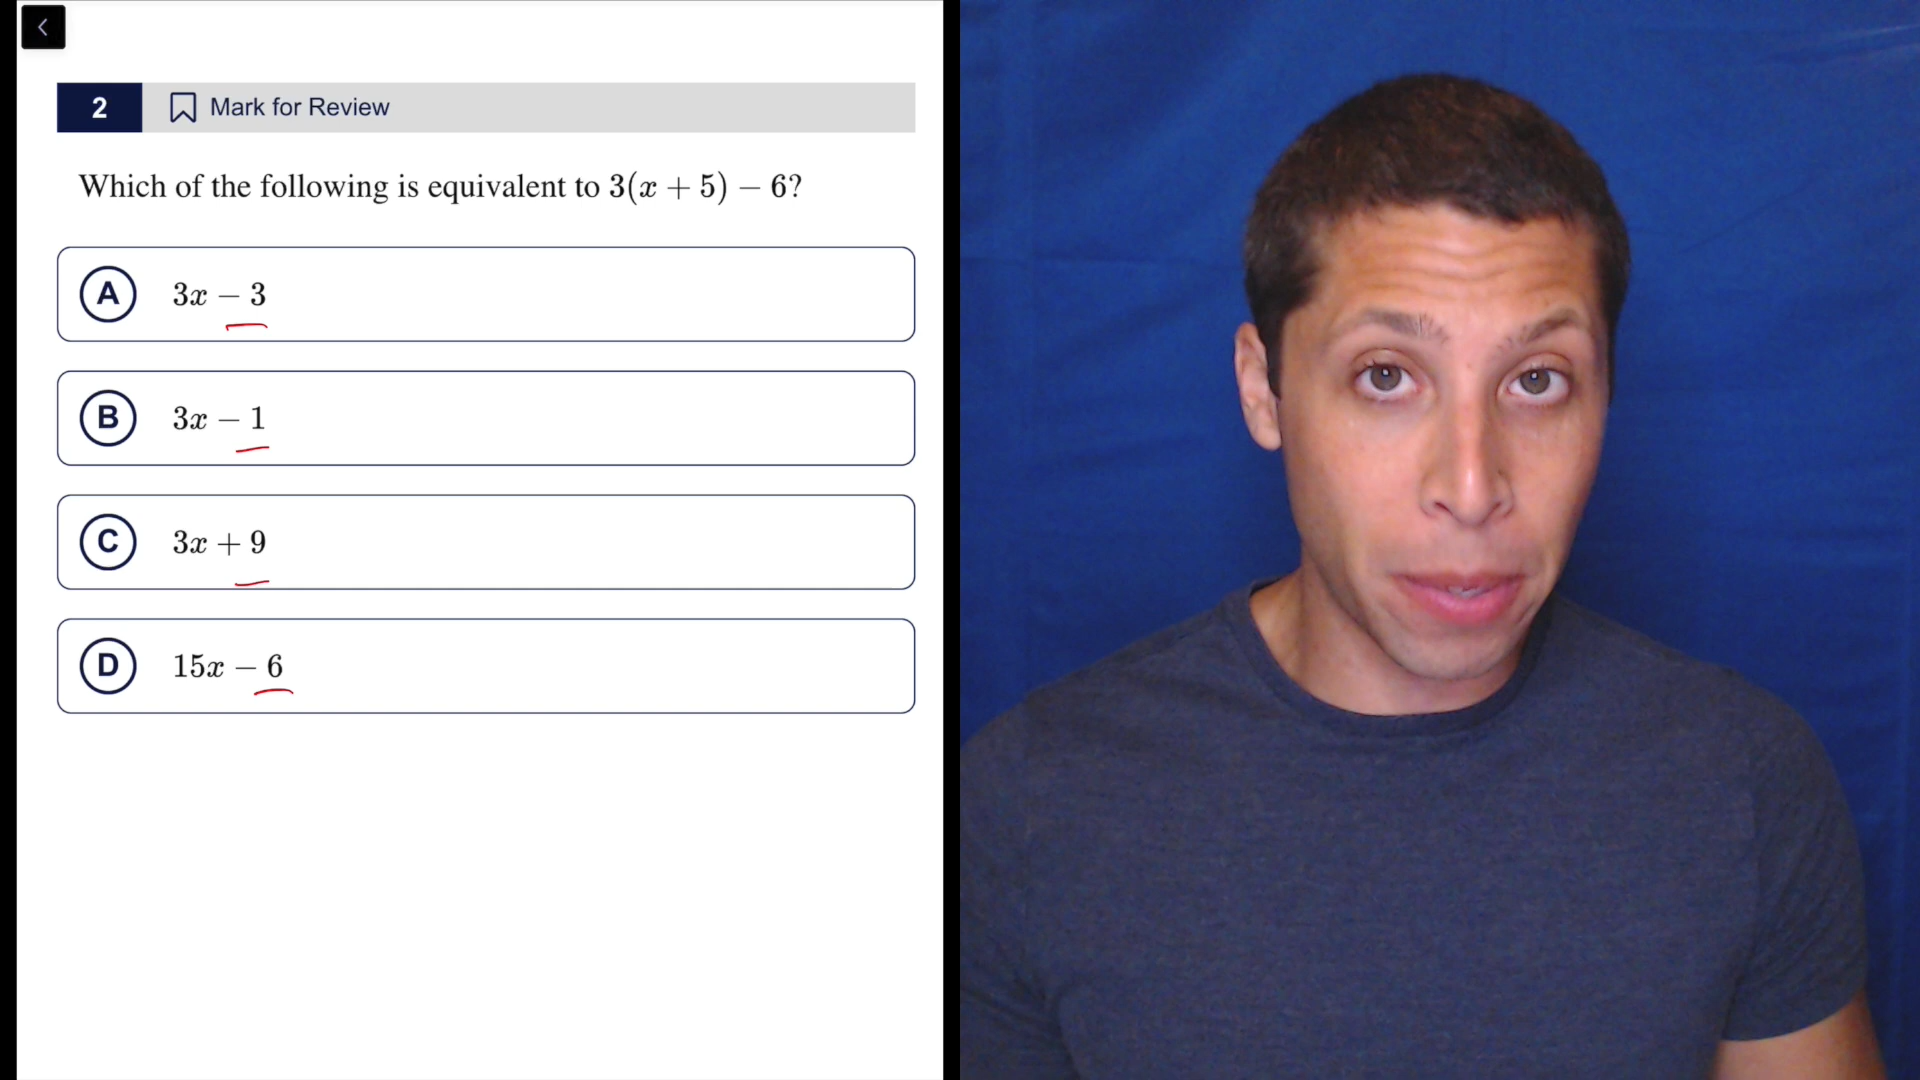 2 Mark for Review
Which of the following is equivalent to 3(x + 5) − 6?
A 3x − 3
B 3x − 1
C 3x + 9
D 15x − 6